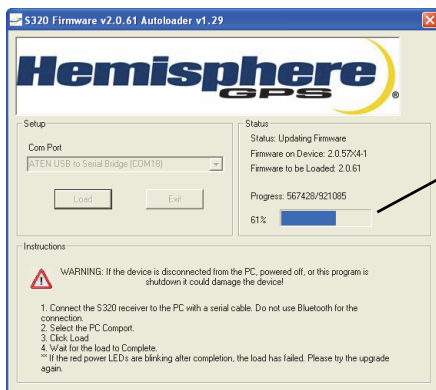 S320 Firmware v2.0.61 Autoloader v1.29
Hemisphere
GPS
Setup
Com Port
ATEN USB to Serial Bridge (COM18)
Load
Exit
Status
Status: Updating Firmware
Firmware on Device: 2.0.57X4-1
Firmware to be Loaded: 2.0.61
Progress: 567428/921085
61%
Instructions
WARNING: If the device is disconnected from the PC, powered off, or this program is
shutdown it could damage the device!
1. Connect the S320 receiver to the PC with a serial cable. Do not use Bluetooth for the
connection.
2. Select the PC Comport.
3. Click Load
4. Wait for the load to Complete.
** If the red power LEDs are blinking after completion, the load has failed. Please try the upgrade
again.